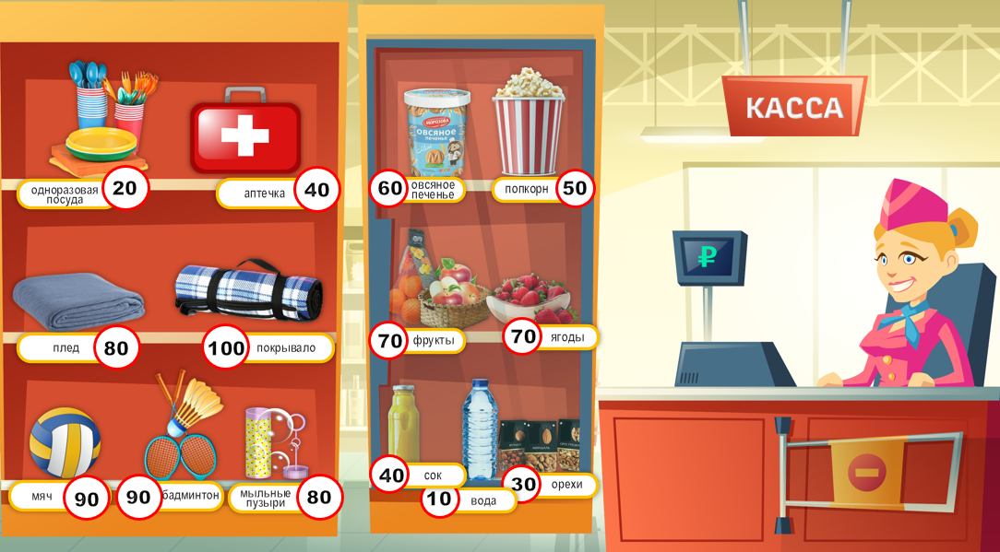 КАССА
МОРОЗОВА
ОВСЯНОЕ
ПЕЧЕНЬЕ
одноразовая
посуда
20
аптечка
40
60
овсяное
печенье
попкорн
50
плед
80
100
покрывало
70
фрукты
70
ягоды
мяч
90
90
бадминтон
мыльные
пузыри
80
40
сок
10
вода
30
орехи
₽